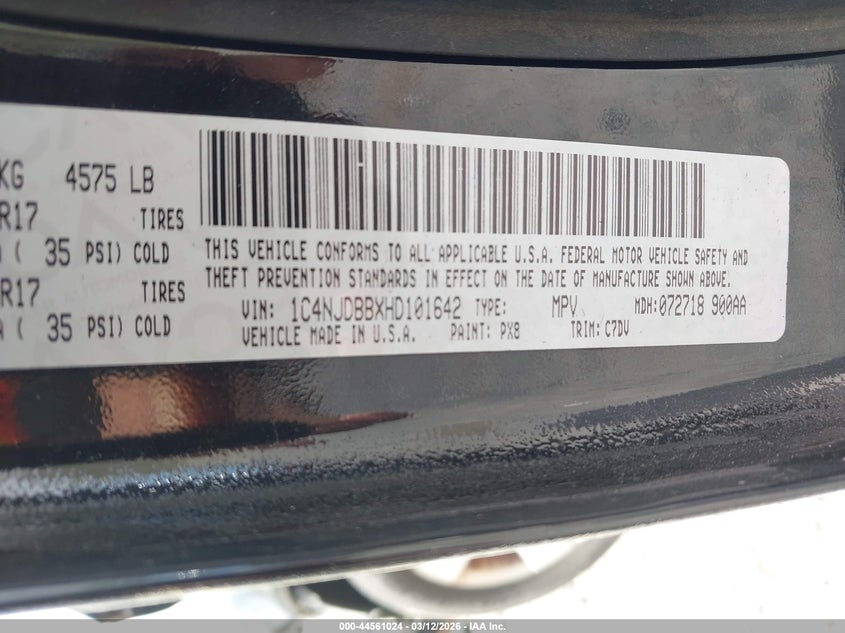 KG 4575 LB
R17 TIRES
( 35 PSI) COLD
R17 TIRES
( 35 PSI) COLD
THIS VEHICLE CONFORMS TO ALL APPLICABLE U.S.A. FEDERAL MOTOR VEHICLE SAFETY AND
THEFT PREVENTION STANDARDS IN EFFECT ON THE DATE OF MANUFACTURE SHOWN ABOVE.
VIN: 1C4NJDBBXHD101642 TYPE: MPV MDH: 072718 900AA
VEHICLE MADE IN U.S.A. PAINT: PX8 TRIM: C7DV
000-44561024 - 03/12/2026 - IAA Inc.